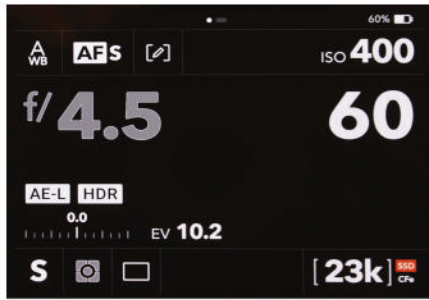 60%
A
WB
AF S
ISO 400
f/4.5
60
AE-L HDR
0.0
EV 10.2
S
[23k]
SSD
CFe